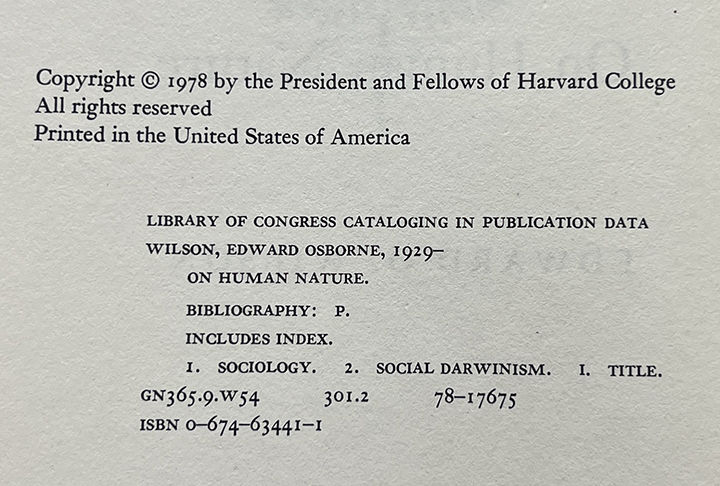 Copyright © 1978 by the President and Fellows of Harvard College
All rights reserved
Printed in the United States of America
LIBRARY OF CONGRESS CATALOGING IN PUBLICATION DATA
WILSON, EDWARD OSBORNE, 1929–
ON HUMAN NATURE.
BIBLIOGRAPHY: P.
INCLUDES INDEX.
1. SOCIOLOGY. 2. SOCIAL DARWINISM. I. TITLE.
GN365.9.W54 301.2 78–17675
ISBN 0–674–63441–1